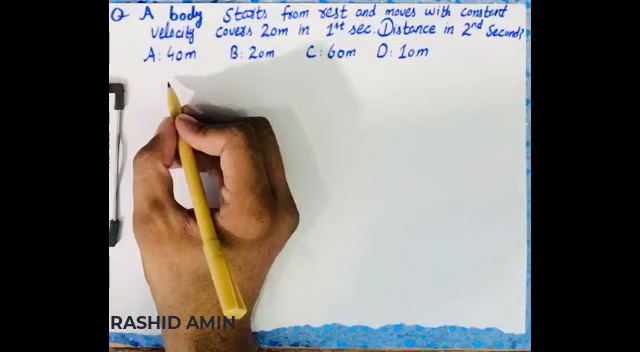 Q A body starts from rest and moves with constant
velocity covers 20m in 1st sec. Distance in 2nd second?
A: 40m B: 20m C: 60m D: 10m
RASHID AMIN